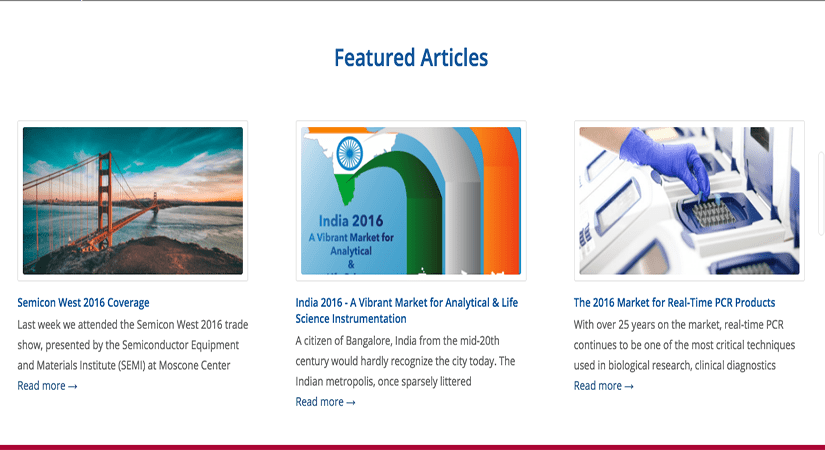 Featured Articles
India 2016
A Vibrant Market for
Analytical
&
Semicon West 2016 Coverage
Last week we attended the Semicon West 2016 trade
show, presented by the Semiconductor Equipment
and Materials Institute (SEMI) at Moscone Center
Read more →
India 2016 - A Vibrant Market for Analytical & Life
Science Instrumentation
A citizen of Bangalore, India from the mid-20th
century would hardly recognize the city today. The
Indian metropolis, once sparsely littered
Read more →
The 2016 Market for Real-Time PCR Products
With over 25 years on the market, real-time PCR
continues to be one of the most critical techniques
used in biological research, clinical diagnostics
Read more →